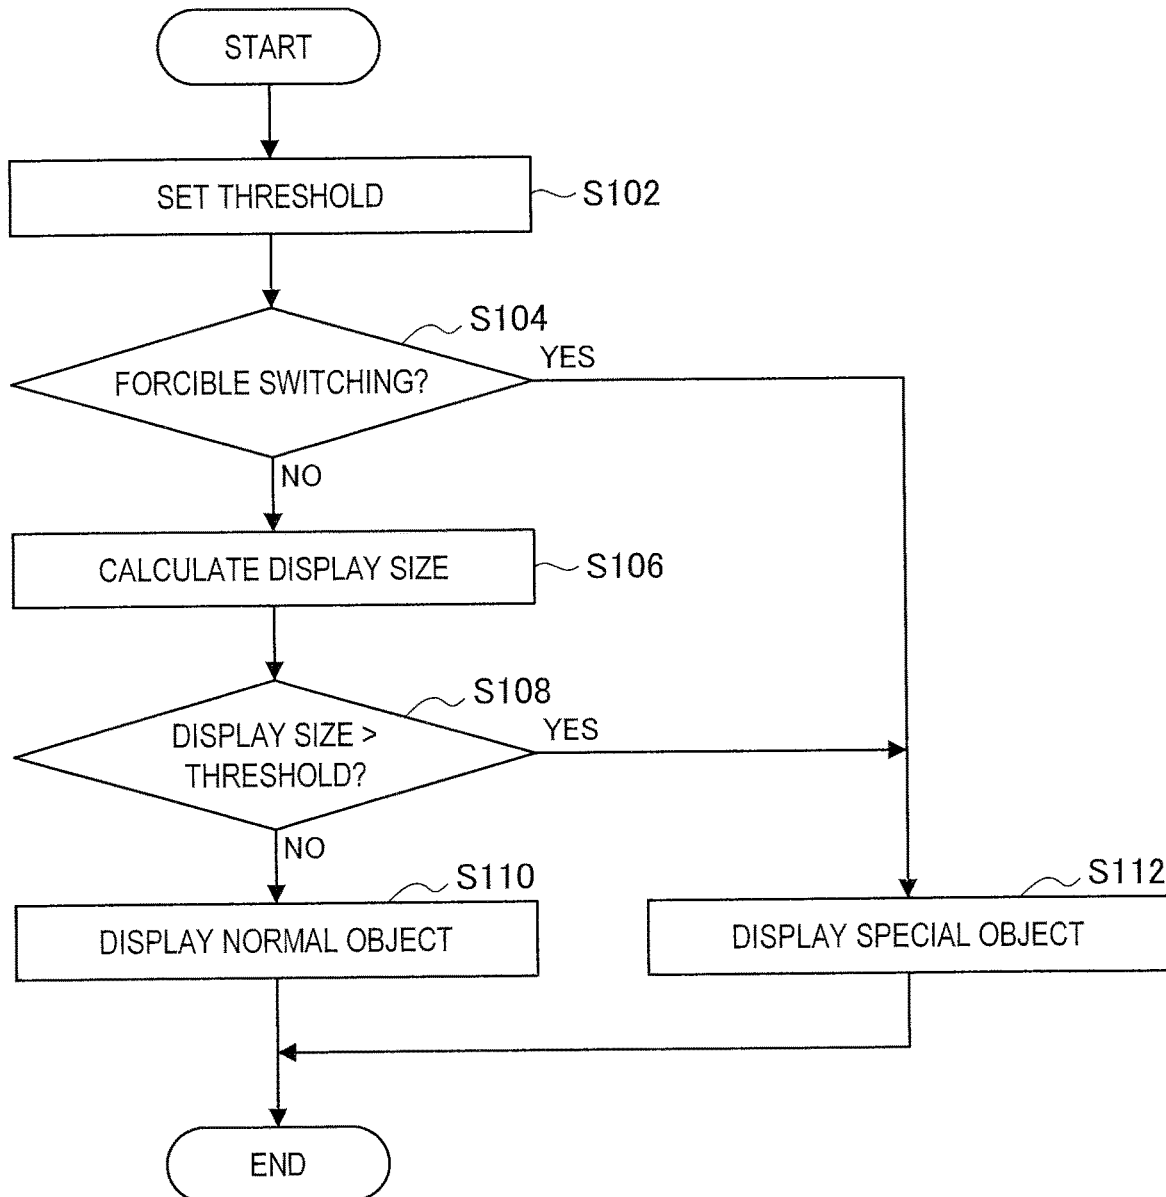 START
SET THRESHOLD
S102
S104
FORCIBLE SWITCHING?
YES
NO
CALCULATE DISPLAY SIZE
S106
S108
DISPLAY SIZE >
THRESHOLD?
YES
NO
S110
DISPLAY NORMAL OBJECT
S112
DISPLAY SPECIAL OBJECT
END